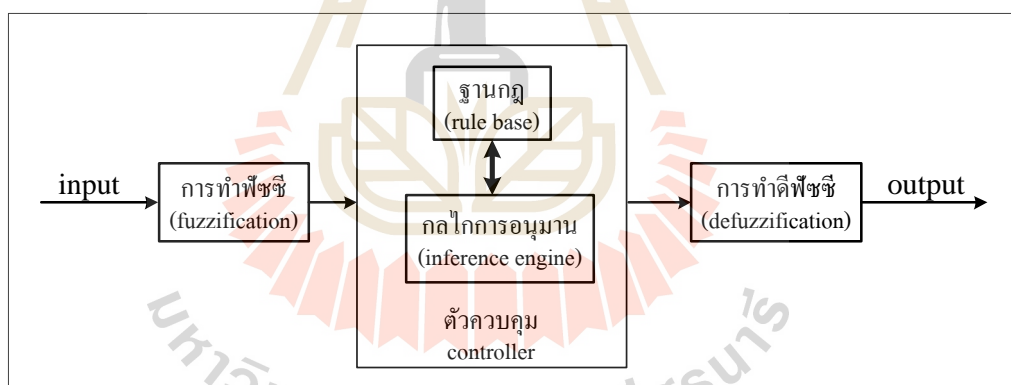 ฐานกฎ
(rule base)
input
การทำฟัซซี
(fuzzification)
กลไกการอนุมาน
(inference engine)
การทำดีฟัซซี
(defuzzification)
output
ตัวควบคุม
controller